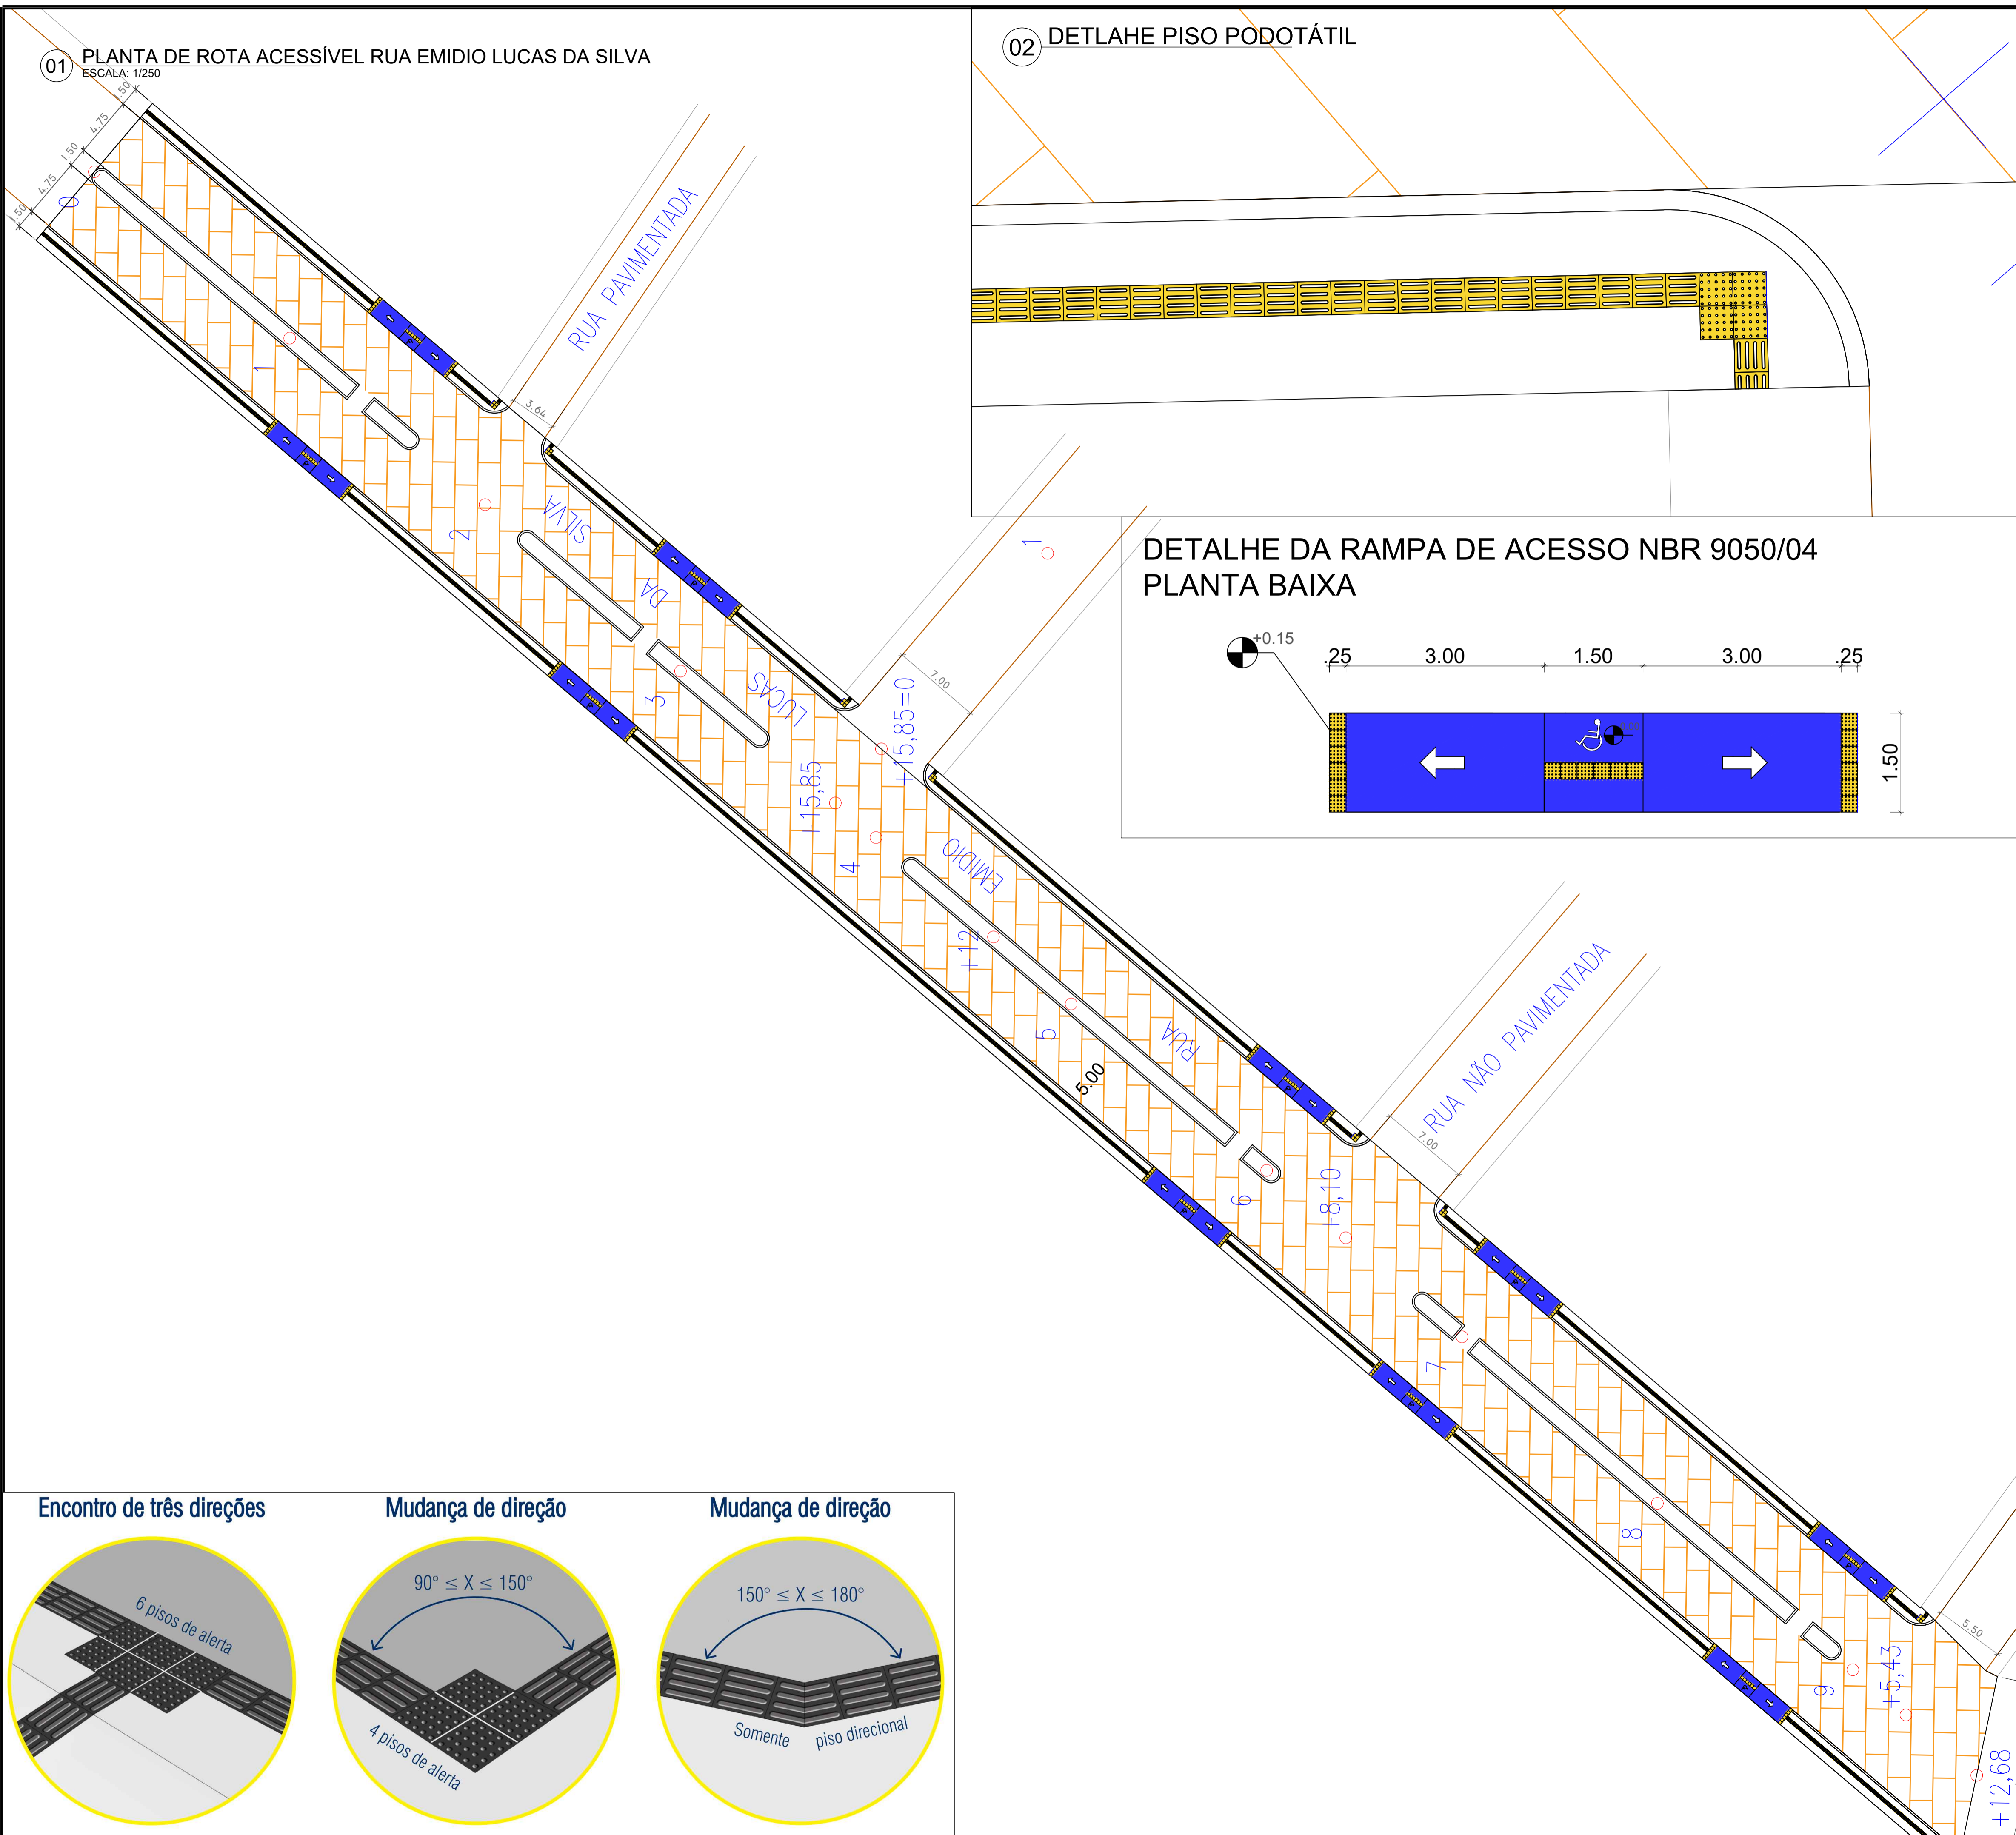 01 PLANTA DE ROTA ACESSÍVEL RUA EMIDIO LUCAS DA SILVA
ESCALA: 1/250
02 DETLAHE PISO PODOTÁTIL
1.50
4.75
1.50
4.75
1.50
0
1
2
3
4
5
6
7
8
9
RUA PAVIMENTADA
3.64
SILVA
DA
LUCAS
EMIDIO
RUA
1
7.00
+15,85=0
+15,85
+12
5.00
+8,10
RUA NÃO PAVIMENTADA
7.00
5.50
+5,43
+12,68
DETALHE DA RAMPA DE ACESSO NBR 9050/04
PLANTA BAIXA
+0.15
.25 3.00 1.50 3.00 .25
1.50
Encontro de três direções
6 pisos de alerta
Mudança de direção
90° ≤ X ≤ 150°
4 pisos de alerta
Mudança de direção
150° ≤ X ≤ 180°
Somente piso direcional